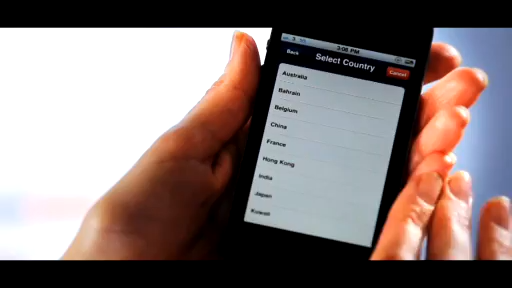 3:08 PM
Back
Select Country
Cancel
Australia
Bahrain
Belgium
China
France
Hong Kong
India
Japan
Kuwait